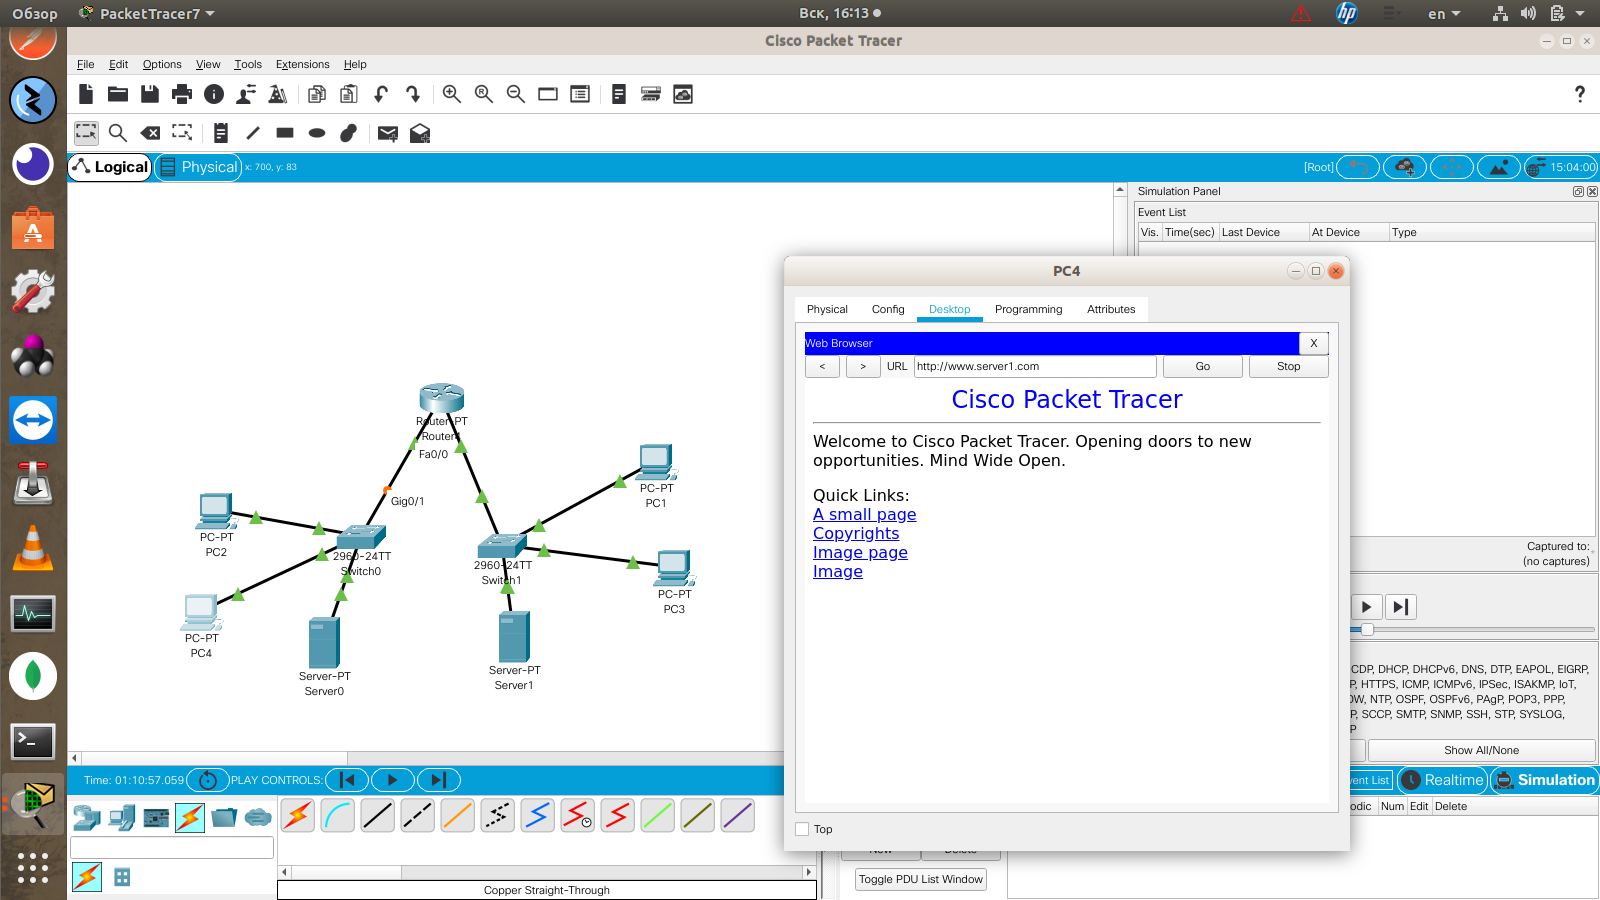 Обзор PacketTracer7 Вск, 16:13 en
Cisco Packet Tracer
File Edit Options View Tools Extensions Help
Logical Physical x: 700, y: 83 [Root] 15:04:00
Simulation Panel
Event List
Vis. Time(sec) Last Device At Device Type
PC4
Physical Config Desktop Programming Attributes
Web Browser X
< > URL http://www.server1.com Go Stop
Cisco Packet Tracer
Welcome to Cisco Packet Tracer. Opening doors to new
opportunities. Mind Wide Open.
Quick Links:
A small page
Copyrights
Image page
Image
Top
Router-PT
Router4
Fa0/0
Gig0/1
PC-PT
PC1
PC-PT
PC2
2960-24TT
Switch0
2960-24TT
Switch1
PC-PT
PC3
PC-PT
PC4
Server-PT
Server0
Server-PT
Server1
Captured to:
(no captures)
CDP, DHCP, DHCPv6, DNS, DTP, EAPOL, EIGRP,
P, HTTPS, ICMP, ICMPv6, IPSec, ISAKMP, IoT,
OW, NTP, OSPF, OSPFv6, PAgP, POP3, PPP,
P, SCCP, SMTP, SNMP, SSH, STP, SYSLOG,
P
Show All/None
Time: 01:10:57.059 PLAY CONTROLS: vent List Realtime Simulation
odic Num Edit Delete
New Delete
Toggle PDU List Window
Copper Straight-Through